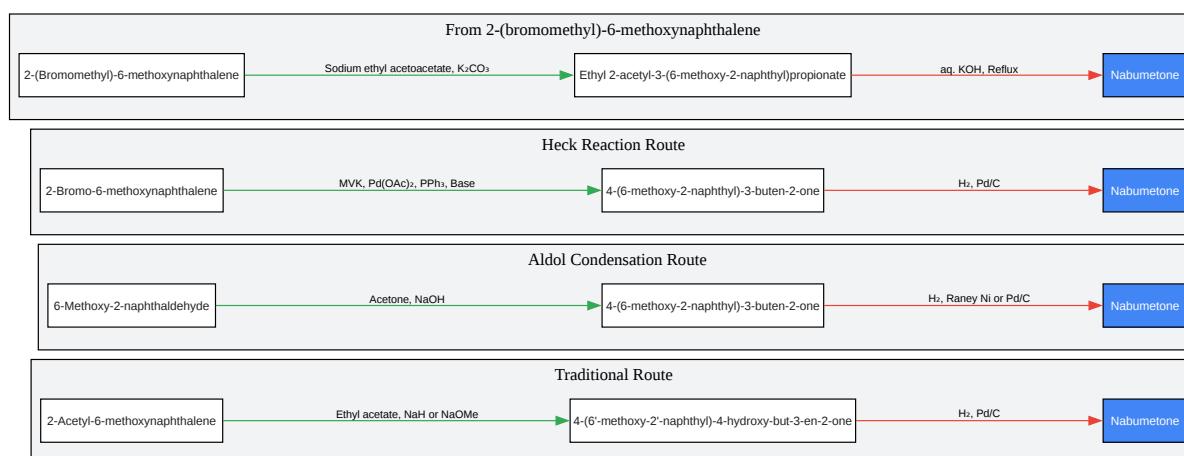 From 2-(bromomethyl)-6-methoxynaphthalene
2-(Bromomethyl)-6-methoxynaphthalene
Sodium ethyl acetoacetate, K₂CO₃
Ethyl 2-acetyl-3-(6-methoxy-2-naphthyl)propionate
aq. KOH, Reflux
Nabumetone
Heck Reaction Route
2-Bromo-6-methoxynaphthalene
MVK, Pd(OAc)₂, PPh₃, Base
4-(6-methoxy-2-naphthyl)-3-buten-2-one
H₂, Pd/C
Nabumetone
Aldol Condensation Route
6-Methoxy-2-naphthaldehyde
Acetone, NaOH
4-(6-methoxy-2-naphthyl)-3-buten-2-one
H₂, Raney Ni or Pd/C
Nabumetone
Traditional Route
2-Acetyl-6-methoxynaphthalene
Ethyl acetate, NaH or NaOMe
4-(6'-methoxy-2'-naphthyl)-4-hydroxy-but-3-en-2-one
H₂, Pd/C
Nabumetone